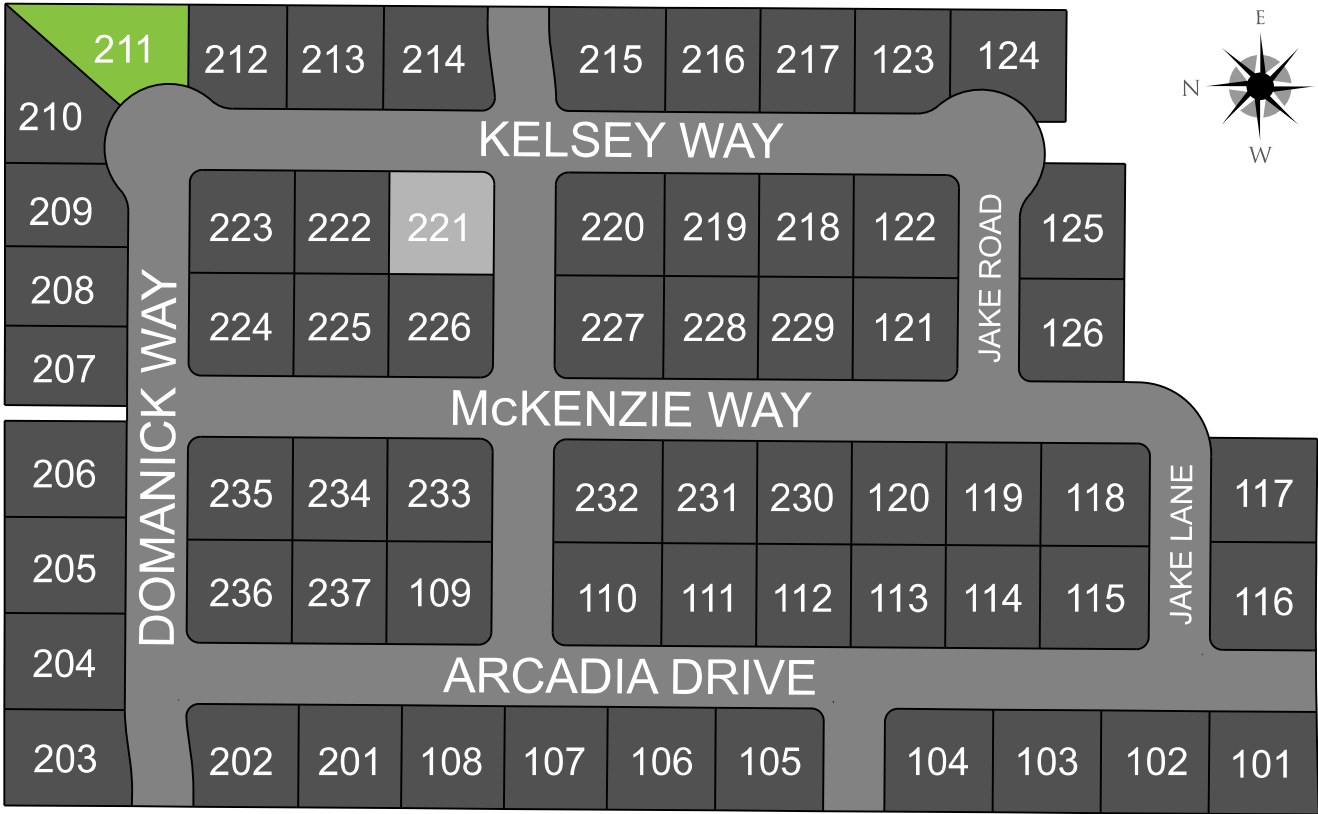 E
N
W
211 212 213 214 215 216 217 123 124
210
KELSEY WAY
209 223 222 221 220 219 218 122 JAKE ROAD 125
208 224 225 226 227 228 229 121 126
207
DOMANICK WAY
McKENZIE WAY
206 235 234 233 232 231 230 120 119 118 JAKE LANE 117
205 236 237 109 110 111 112 113 114 115 116
204
ARCADIA DRIVE
203 202 201 108 107 106 105 104 103 102 101